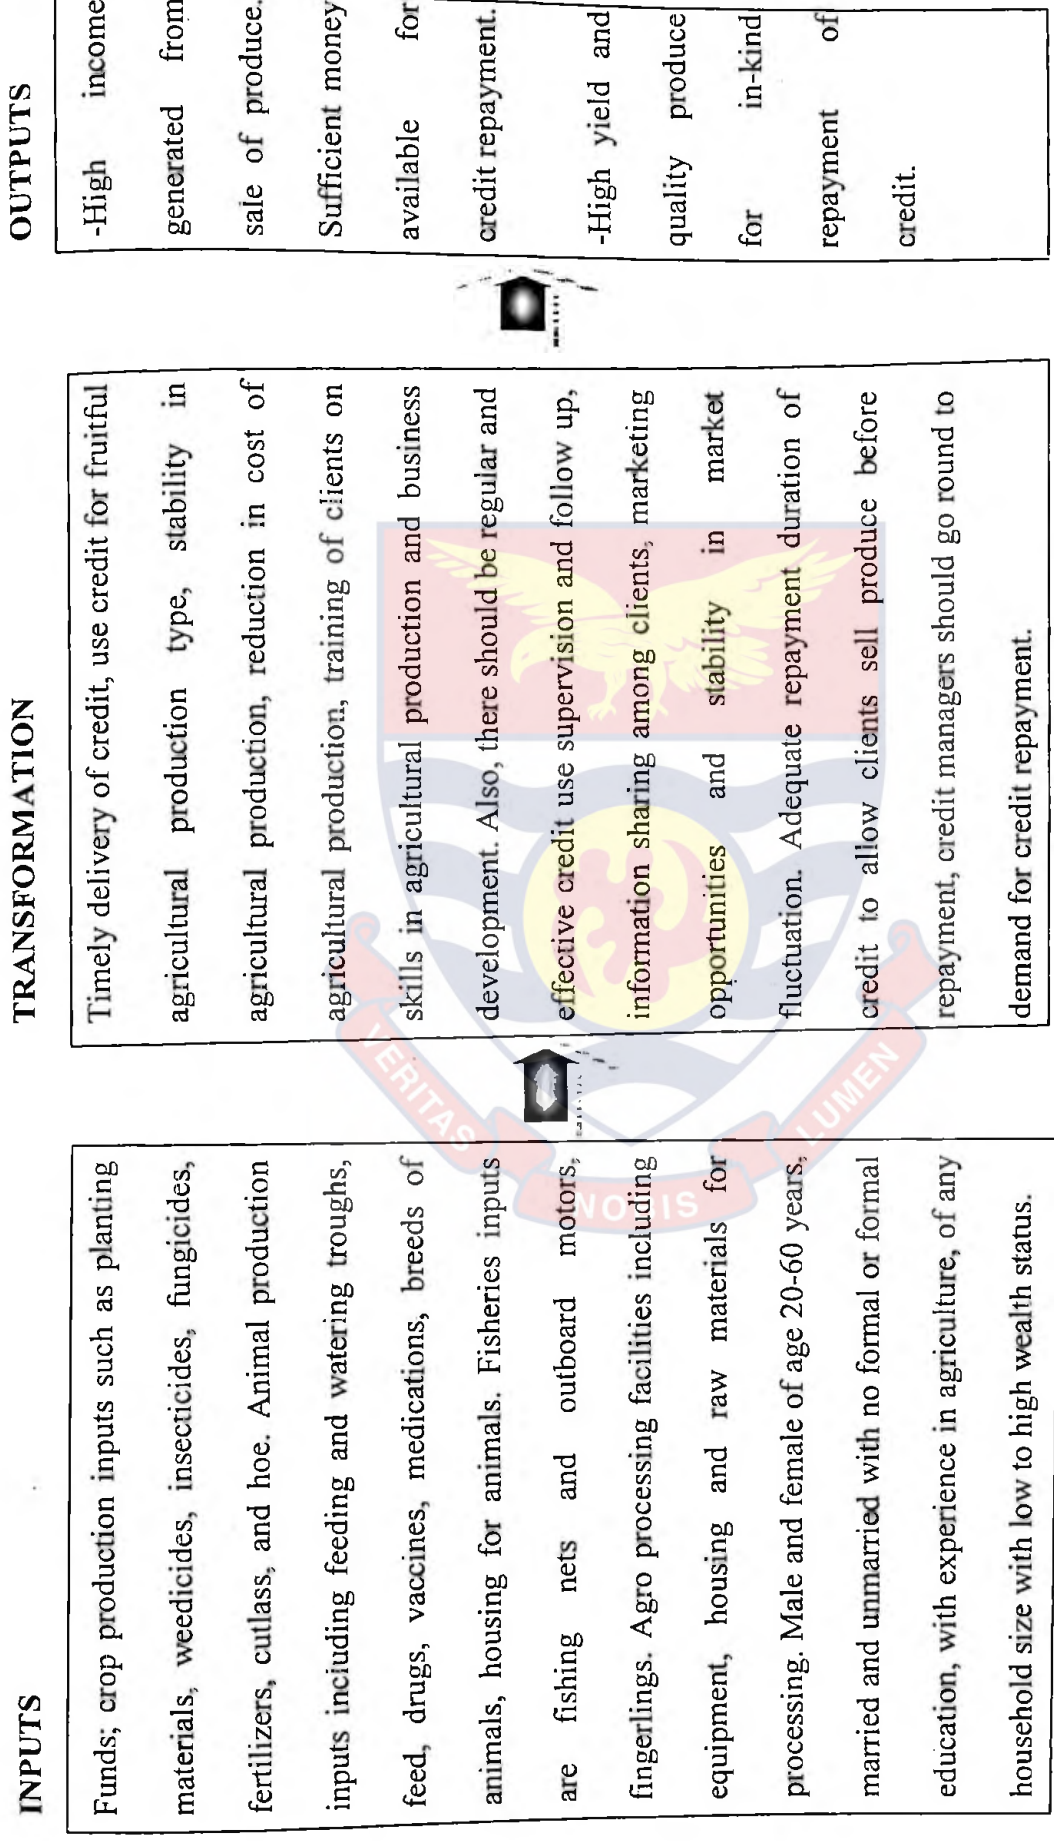 INPUTS
Funds; crop production inputs such as planting
materials, weedicides, insecticides, fungicides,
fertilizers, cutlass, and hoe. Animal production
inputs including feeding and watering troughs,
feed, drugs, vaccines, medications, breeds of
animals, housing for animals. Fisheries inputs
are fishing nets and outboard motors,
fingerlings. Agro processing facilities including
equipment, housing and raw materials for
processing. Male and female of age 20-60 years,
married and unmarried with no formal or formal
education, with experience in agriculture, of any
household size with low to high wealth status.
TRANSFORMATION
Timely delivery of credit, use credit for fruitful
agricultural production type, stability in
agricultural production, reduction in cost of
agricultural production, training of clients on
skills in agricultural production and business
development. Also, there should be regular and
effective credit use supervision and follow up,
information sharing among clients, marketing
opportunities and stability in market
fluctuation. Adequate repayment duration of
credit to allow clients sell produce before
repayment, credit managers should go round to
demand for credit repayment.
OUTPUTS
-High income
generated from
sale of produce.
Sufficient money
available for
credit repayment.
-High yield and
quality produce
for in-kind
repayment of
credit.
VERITAS
NOBIS
LUMEN